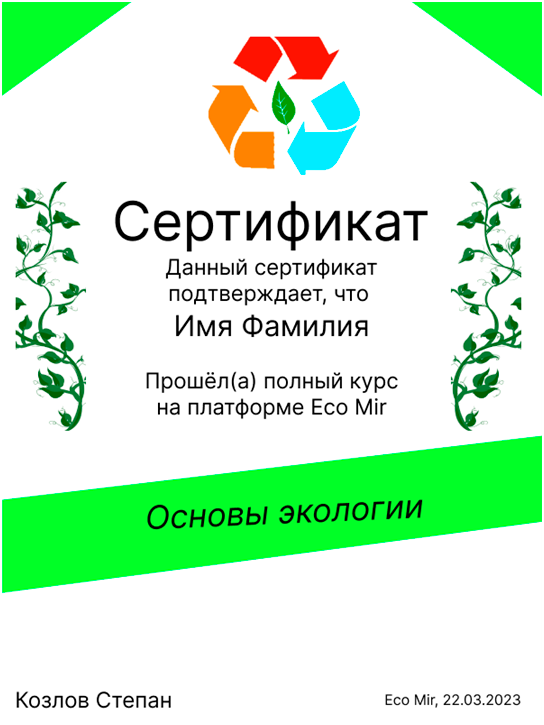 Сертификат
Данный сертификат
подтверждает, что
Имя Фамилия
Прошёл(а) полный курс
на платформе Eco Mir
Основы экологии
Козлов Степан
Eco Mir, 22.03.2023